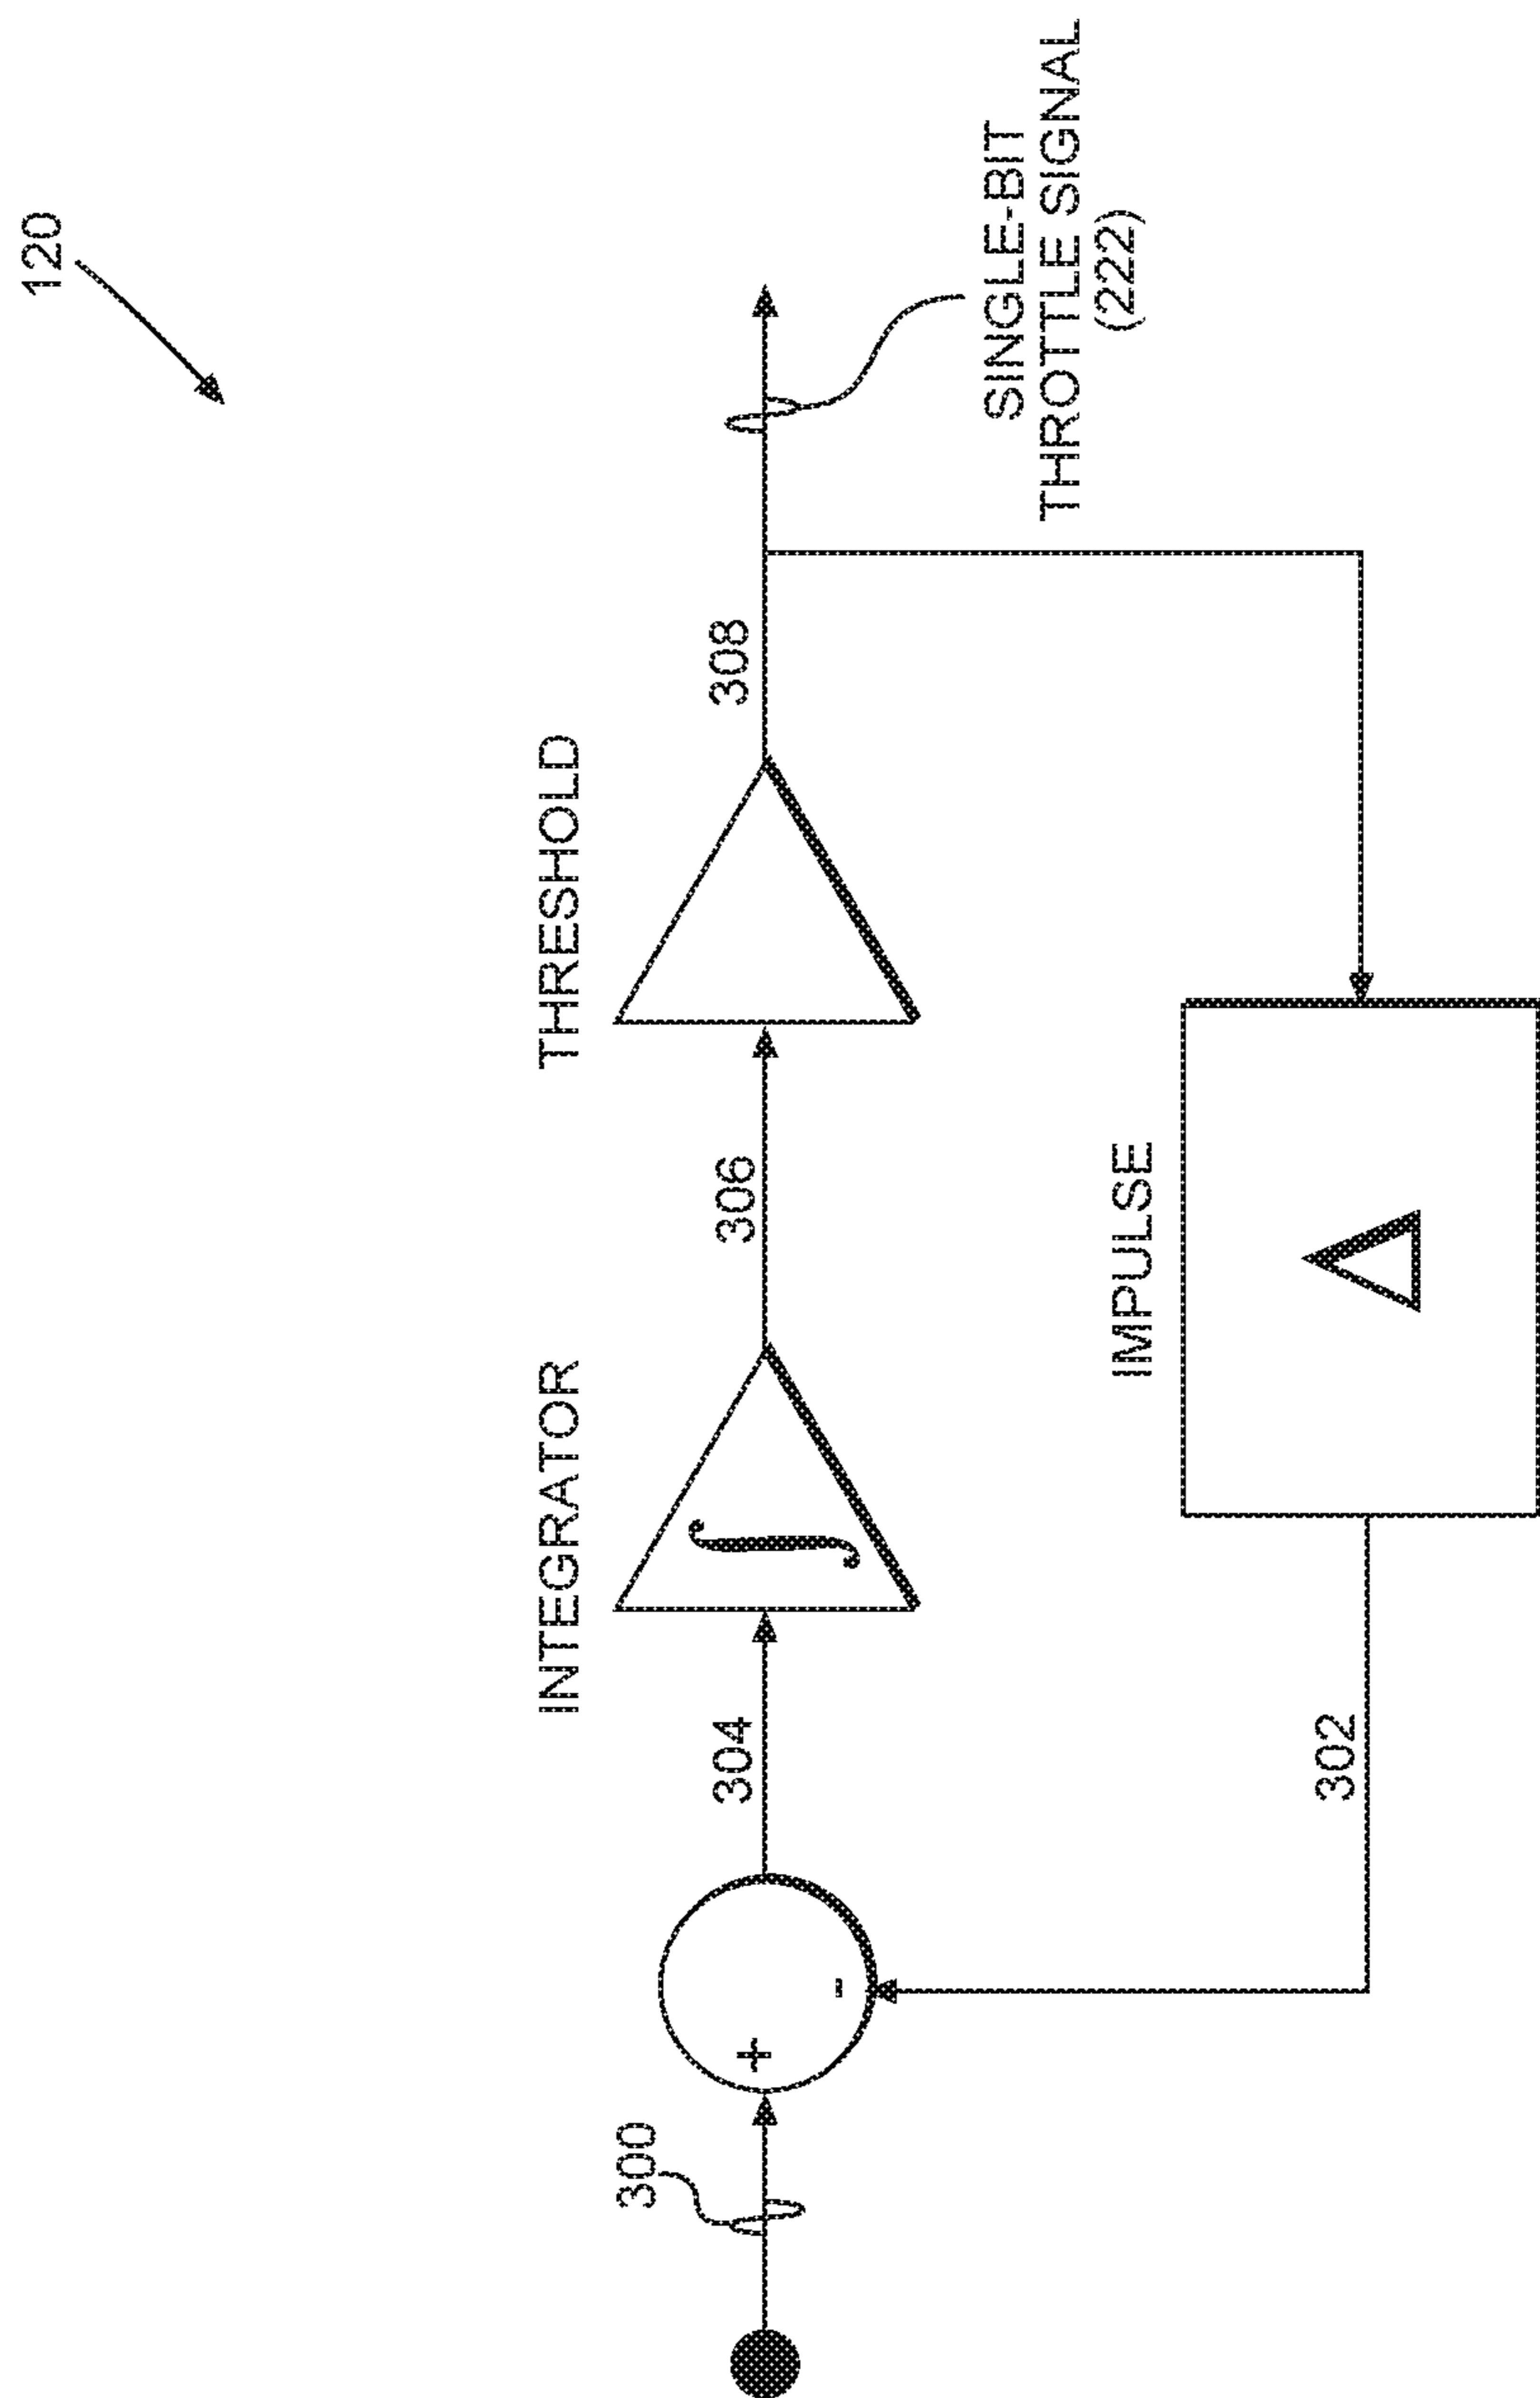 120
INTEGRATOR
THRESHOLD
300
+
-
304
∫
306
308
SINGLE-BIT
THROTTLE SIGNAL
(222)
302
IMPULSE
Δ